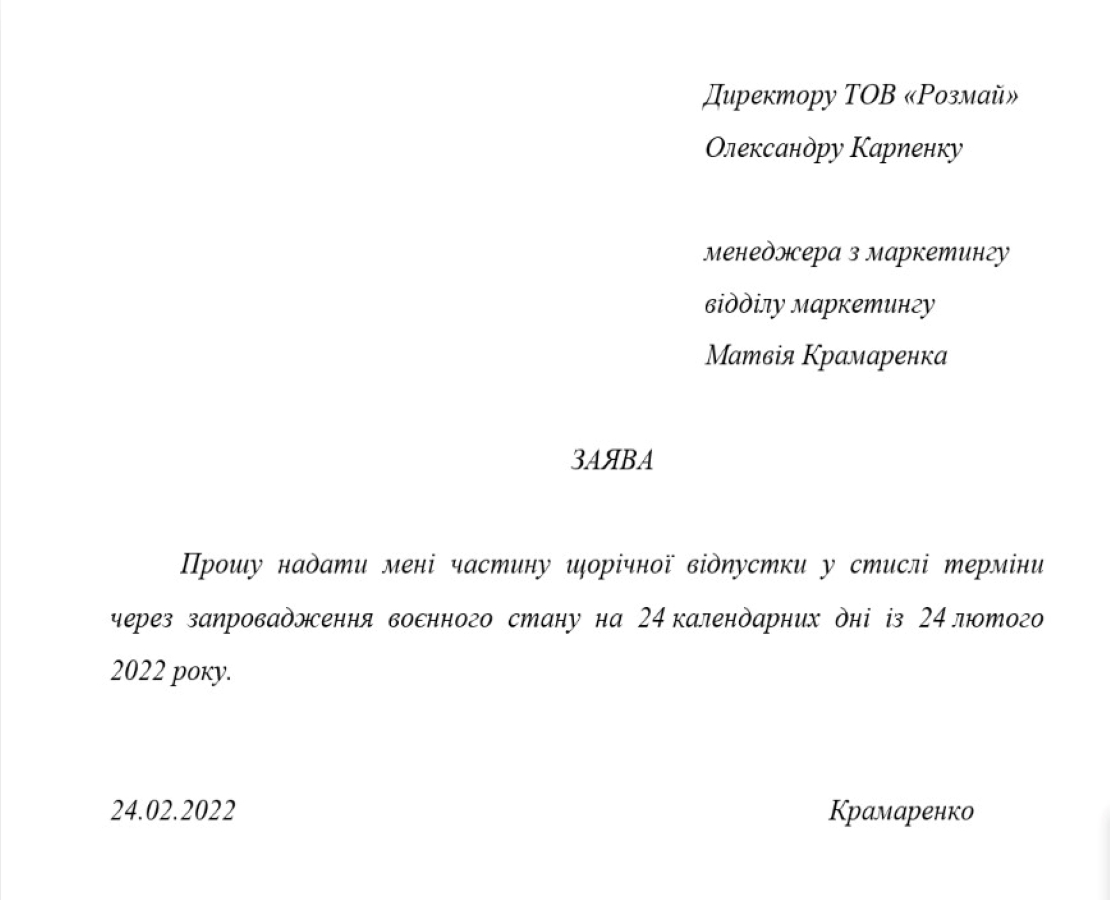 Директору ТОВ «Розмай»
Олександру Карпенку
менеджера з маркетингу
відділу маркетингу
Матвія Крамаренка
ЗАЯВА
Прошу надати мені частину щорічної відпустки у стислі терміни
через запровадження воєнного стану на 24 календарних дні із 24 лютого
2022 року.
24.02.2022 Крамаренко